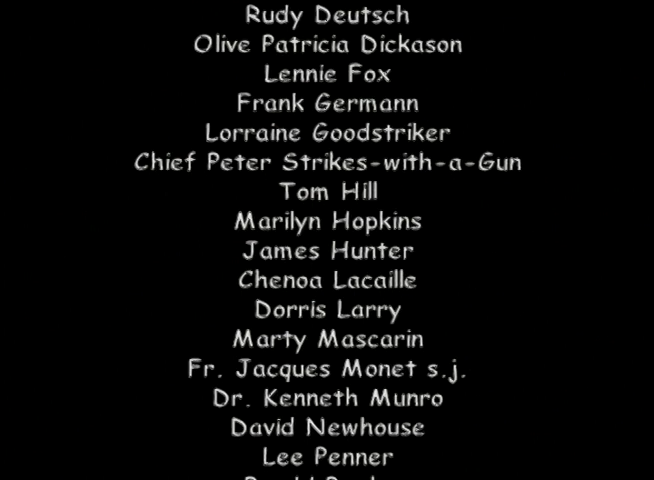 Rudy Deutsch
Olive Patricia Dickason
Lennie Fox
Frank Germann
Lorraine Goodstriker
Chief Peter Strikes-with-a-Gun
Tom Hill
Marilyn Hopkins
James Hunter
Chenoa Lacaille
Dorris Larry
Marty Mascarin
Fr. Jacques Monet s.j.
Dr. Kenneth Munro
David Newhouse
Lee Penner